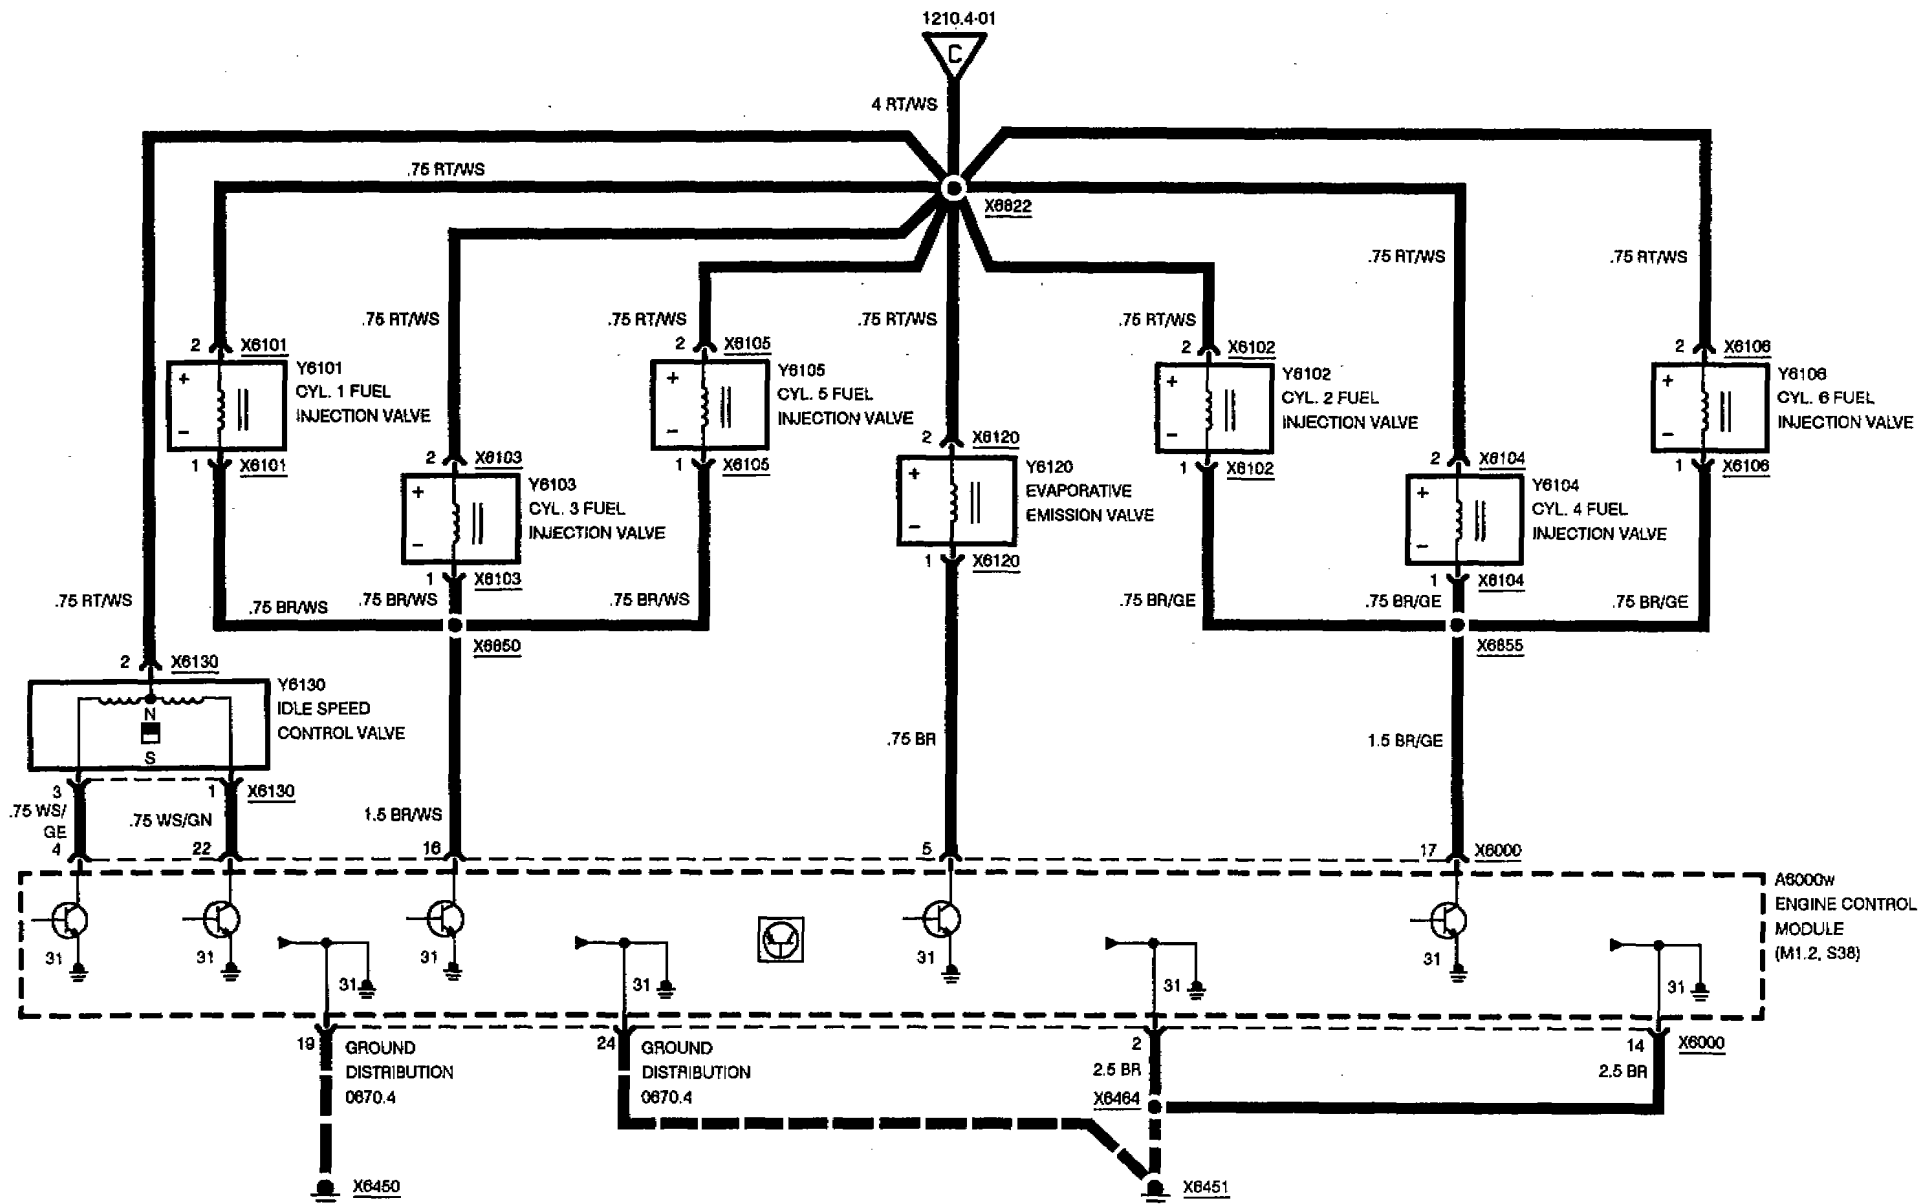 1210.4-01
C
4 RT/WS
.75 RT/WS
X6822
.75 RT/WS
.75 RT/WS
.75 RT/WS
.75 RT/WS
.75 RT/WS
.75 RT/WS
2 X6101
2 X6105
2 X6102
2 X6106
+
-
Y6101
CYL. 1 FUEL
INJECTION VALVE
+
-
Y6105
CYL. 5 FUEL
INJECTION VALVE
+
-
Y6102
CYL. 2 FUEL
INJECTION VALVE
+
-
Y6106
CYL. 6 FUEL
INJECTION VALVE
1 X6101
1 X6105
1 X6102
1 X6106
2 X6103
2 X6120
2 X6104
+
-
Y6103
CYL. 3 FUEL
INJECTION VALVE
+
-
Y6120
EVAPORATIVE
EMISSION VALVE
+
-
Y6104
CYL. 4 FUEL
INJECTION VALVE
1 X6103
1 X6120
1 X6104
.75 RT/WS
.75 BR/WS
.75 BR/WS
.75 BR/WS
.75 BR/GE
.75 BR/GE
.75 BR/GE
X6850
X6855
2 X6130
N
S
Y6130
IDLE SPEED
CONTROL VALVE
.75 BR
1.5 BR/GE
3
1 X6130
.75 WS/
GE
.75 WS/GN
1.5 BR/WS
4
22
16
5
17 X6000
A6000w
ENGINE CONTROL
MODULE
(M1.2, S38)
31
31
31
31
31
31
31
31
31
19
GROUND
DISTRIBUTION
0670.4
24
GROUND
DISTRIBUTION
0670.4
2
2.5 BR
14 X6000
2.5 BR
X6464
X6450
X6451